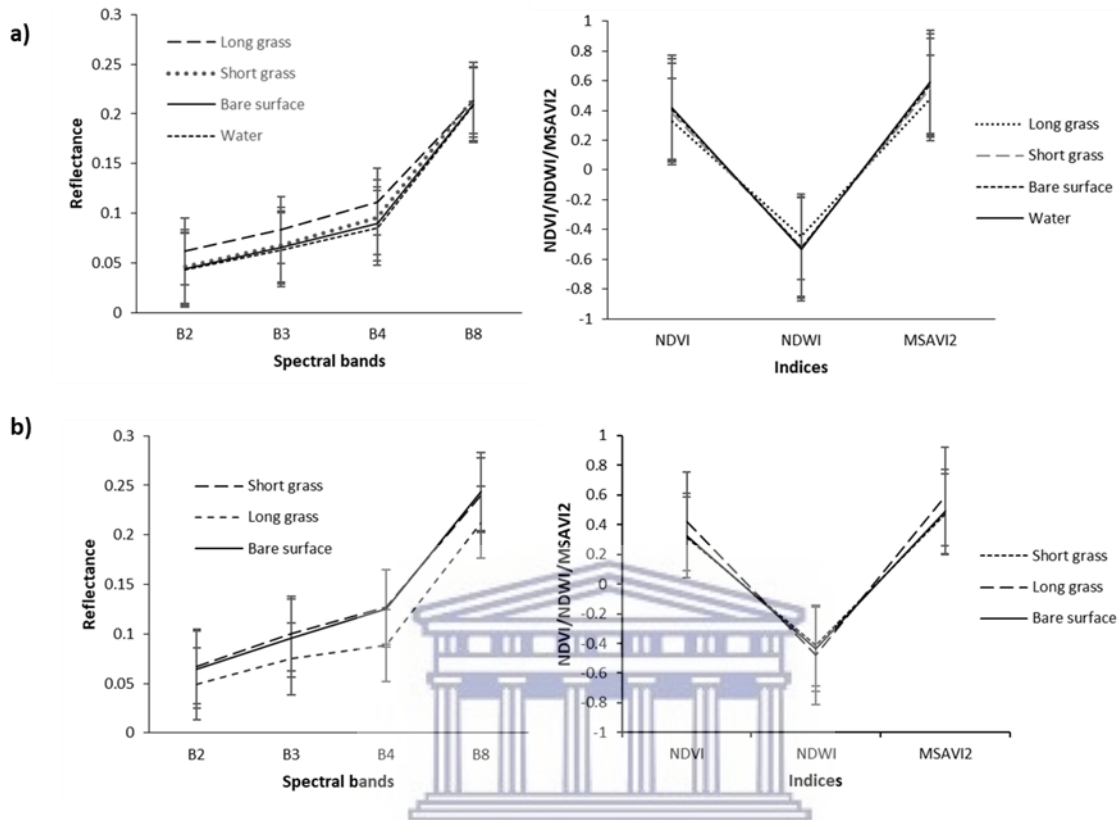 a)
0.3
0.25
0.2
0.15
0.1
0.05
0
Reflectance
Long grass
Short grass
Bare surface
Water
B2 B3 B4 B8
Spectral bands
1
0.8
0.6
0.4
0.2
0
-0.2
-0.4
-0.6
-0.8
-1
NDVI/NDWI/MSAVI2
NDVI NDWI MSAVI2
Indices
Long grass
Short grass
Bare surface
Water
b)
0.3
0.25
0.2
0.15
0.1
0.05
0
Reflectance
Short grass
Long grass
Bare surface
B2 B3 B4 B8
Spectral bands
1
0.8
0.6
0.4
0.2
0
-0.2
-0.4
-0.6
-0.8
-1
NDVI/NDWI/MSAVI2
NDVI NDWI MSAVI2
Indices
Short grass
Long grass
Bare surface